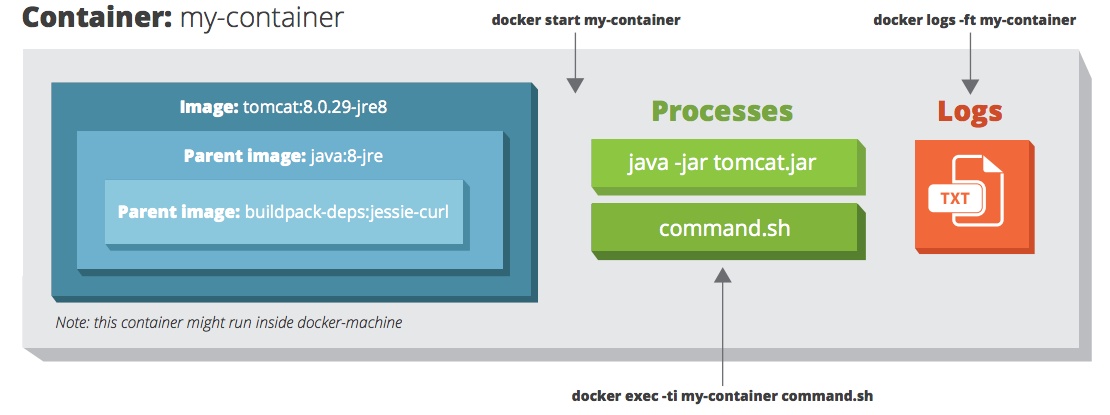 Container: my-container
docker start my-container
docker logs -ft my-container
Image: tomcat:8.0.29-jre8
Parent image: java:8-jre
Parent image: buildpack-deps:jessie-curl
Note: this container might run inside docker-machine
Processes
java -jar tomcat.jar
command.sh
docker exec -ti my-container command.sh
Logs
TXT